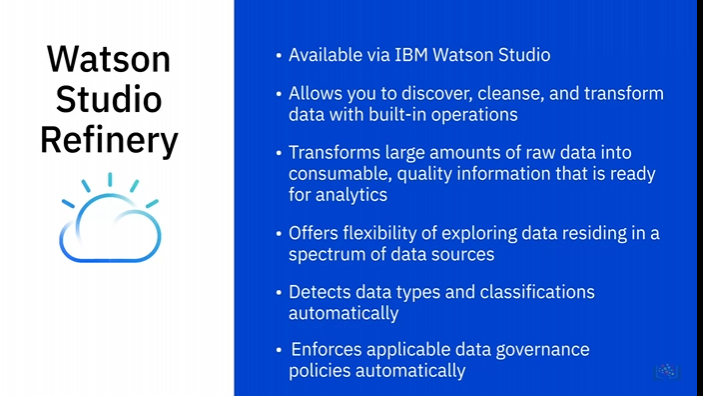 Watson
Studio
Refinery
• Available via IBM Watson Studio
• Allows you to discover, cleanse, and transform
data with built-in operations
• Transforms large amounts of raw data into
consumable, quality information that is ready
for analytics
• Offers flexibility of exploring data residing in a
spectrum of data sources
• Detects data types and classifications
automatically
• Enforces applicable data governance
policies automatically